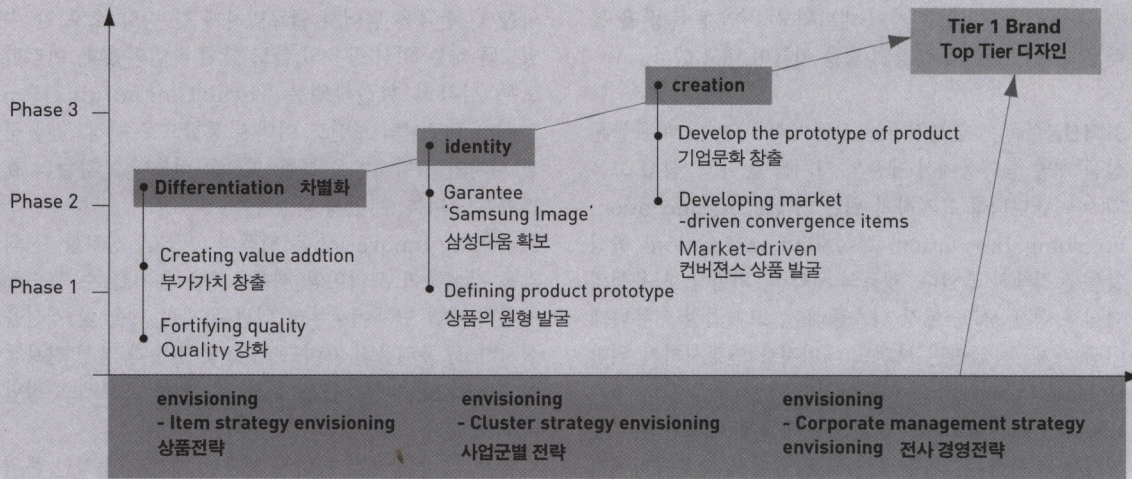 Tier 1 Brand
Top Tier 디자인
creation
Phase 3
Develop the prototype of product
기업문화 창출
identity
Differentiation 차별화
Garantee
'Samsung Image'
삼성다움 확보
Phase 2
Developing market
-driven convergence items
Market-driven
컨버젼스 상품 발굴
Creating value addtion
부가가치 창출
Phase 1
Defining product prototype
상품의 원형 발굴
Fortifying quality
Quality 강화
envisioning
- Item strategy envisioning
상품전략
envisioning
- Cluster strategy envisioning
사업군별 전략
envisioning
- Corporate management strategy
envisioning 전사 경영전략